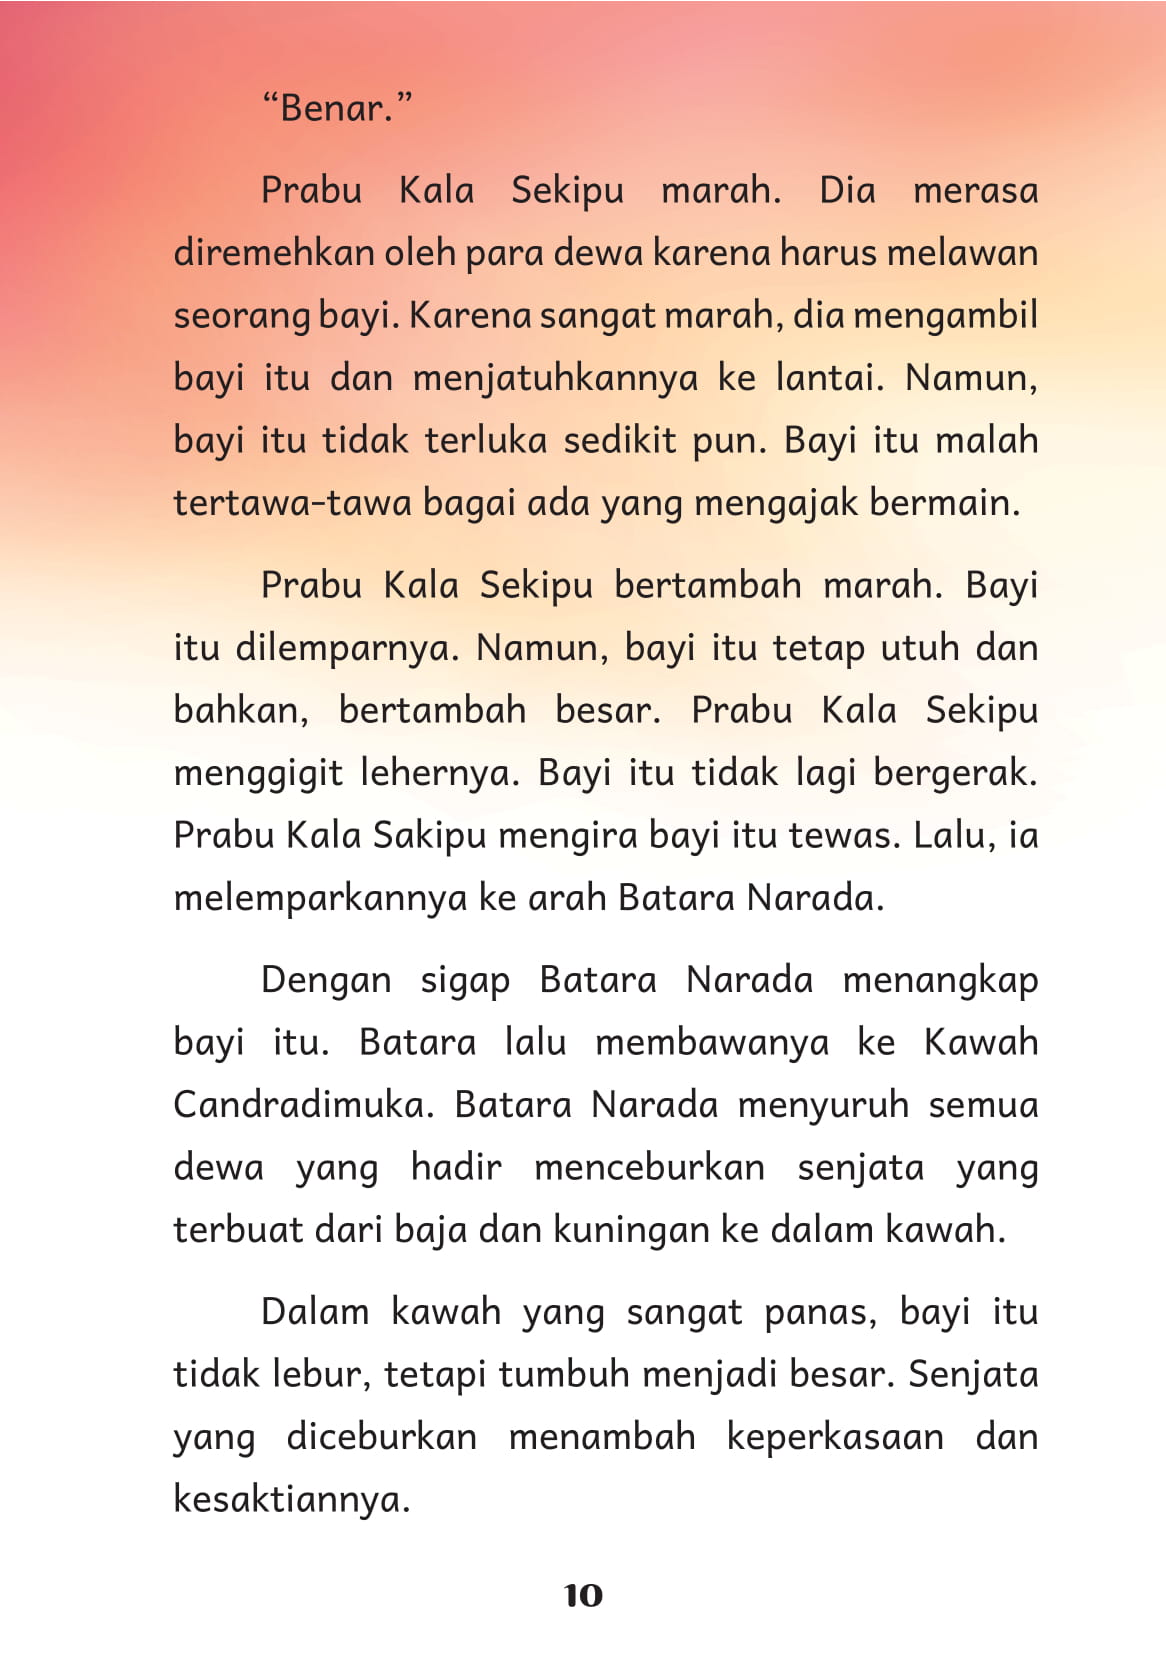 “Benar.”
Prabu Kala Sekipu marah. Dia merasa
diremehkan oleh para dewa karena harus melawan
seorang bayi. Karena sangat marah, dia mengambil
bayi itu dan menjatuhkannya ke lantai. Namun,
bayi itu tidak terluka sedikit pun. Bayi itu malah
tertawa-tawa bagai ada yang mengajak bermain.
Prabu Kala Sekipu bertambah marah. Bayi
itu dilemparnya. Namun, bayi itu tetap utuh dan
bahkan, bertambah besar. Prabu Kala Sekipu
menggigit lehernya. Bayi itu tidak lagi bergerak.
Prabu Kala Sakipu mengira bayi itu tewas. Lalu, ia
melemparkannya ke arah Batara Narada.
Dengan sigap Batara Narada menangkap
bayi itu. Batara lalu membawanya ke Kawah
Candradimuka. Batara Narada menyuruh semua
dewa yang hadir menceburkan senjata yang
terbuat dari baja dan kuningan ke dalam kawah.
Dalam kawah yang sangat panas, bayi itu
tidak lebur, tetapi tumbuh menjadi besar. Senjata
yang diceburkan menambah keperkasaan dan
kesaktiannya.
10